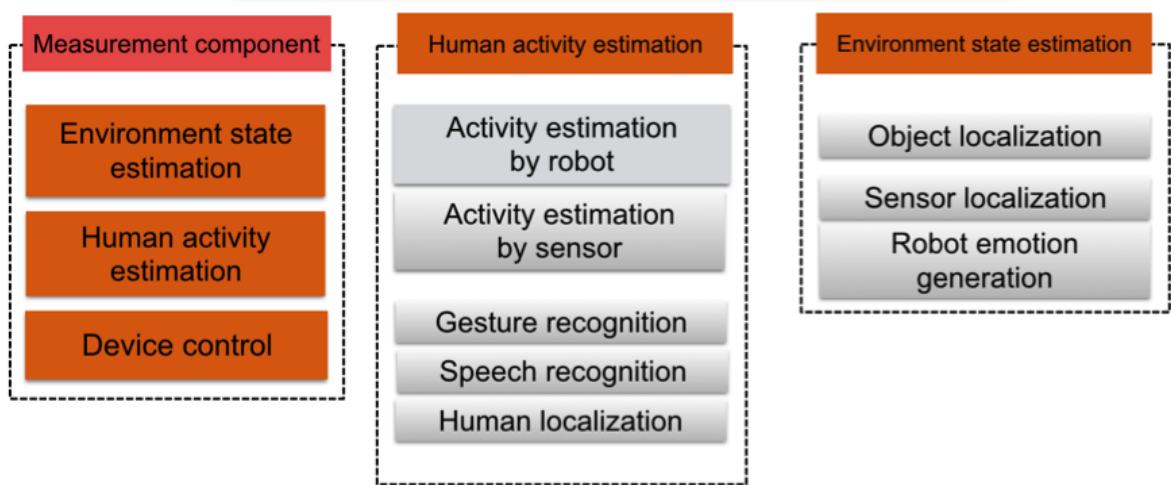 Measurement component
Environment state
estimation
Human activity
estimation
Device control
Human activity estimation
Activity estimation
by robot
Activity estimation
by sensor
Gesture recognition
Speech recognition
Human localization
Environment state estimation
Object localization
Sensor localization
Robot emotion
generation